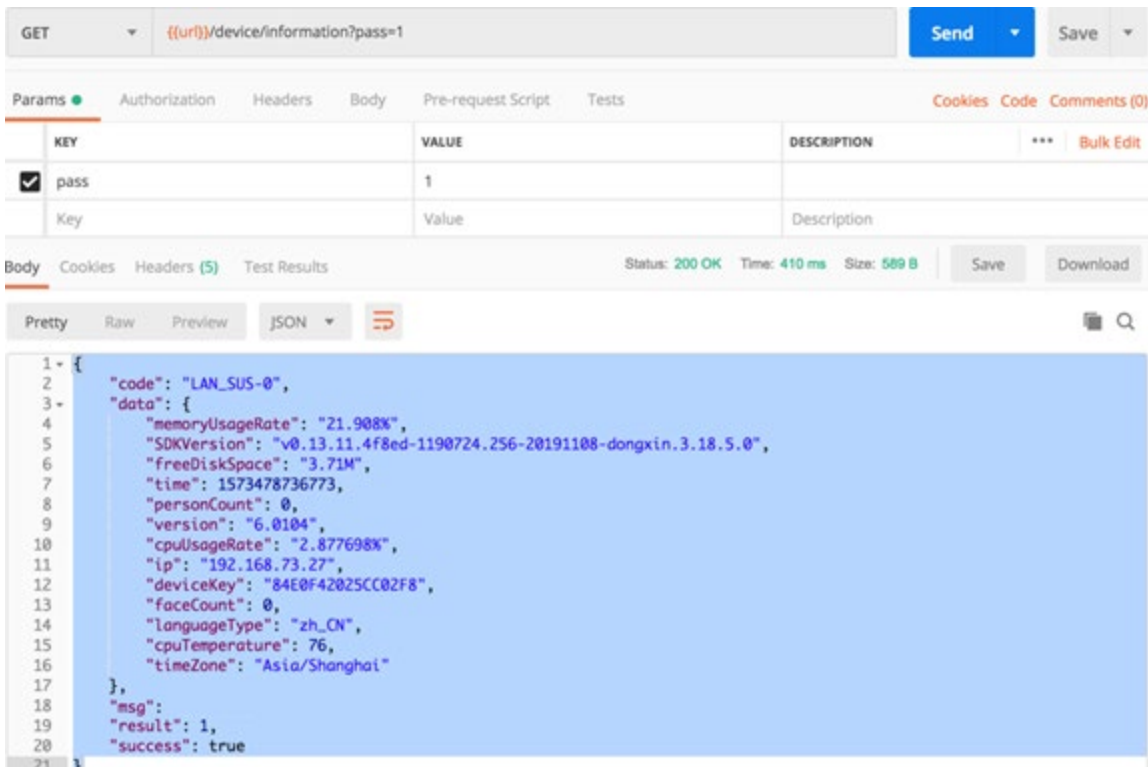 GET {{url}}/device/information?pass=1 Send Save
Params Authorization Headers Body Pre-request Script Tests Cookies Code Comments (0)
KEY VALUE DESCRIPTION ••• Bulk Edit
pass 1
Key Value Description
Body Cookies Headers (5) Test Results Status: 200 OK Time: 410 ms Size: 589 B Save Download
Pretty Raw Preview JSON
1 {
2 "code": "LAN_SUS-0",
3 "data": {
4 "memoryUsageRate": "21.908%",
5 "SDKVersion": "v0.13.11.4f8ed-1190724.256-20191108-dongxin.3.18.5.0",
6 "freeDiskSpace": "3.71M",
7 "time": 1573478736773,
8 "personCount": 0,
9 "version": "6.0104",
10 "cpuUsageRate": "2.877698%",
11 "ip": "192.168.73.27",
12 "deviceKey": "84E0F42025CC02F8",
13 "faceCount": 0,
14 "languageType": "zh_CN",
15 "cpuTemperature": 76,
16 "timeZone": "Asia/Shanghai"
17 },
18 "msg":
19 "result": 1,
20 "success": true
21 }